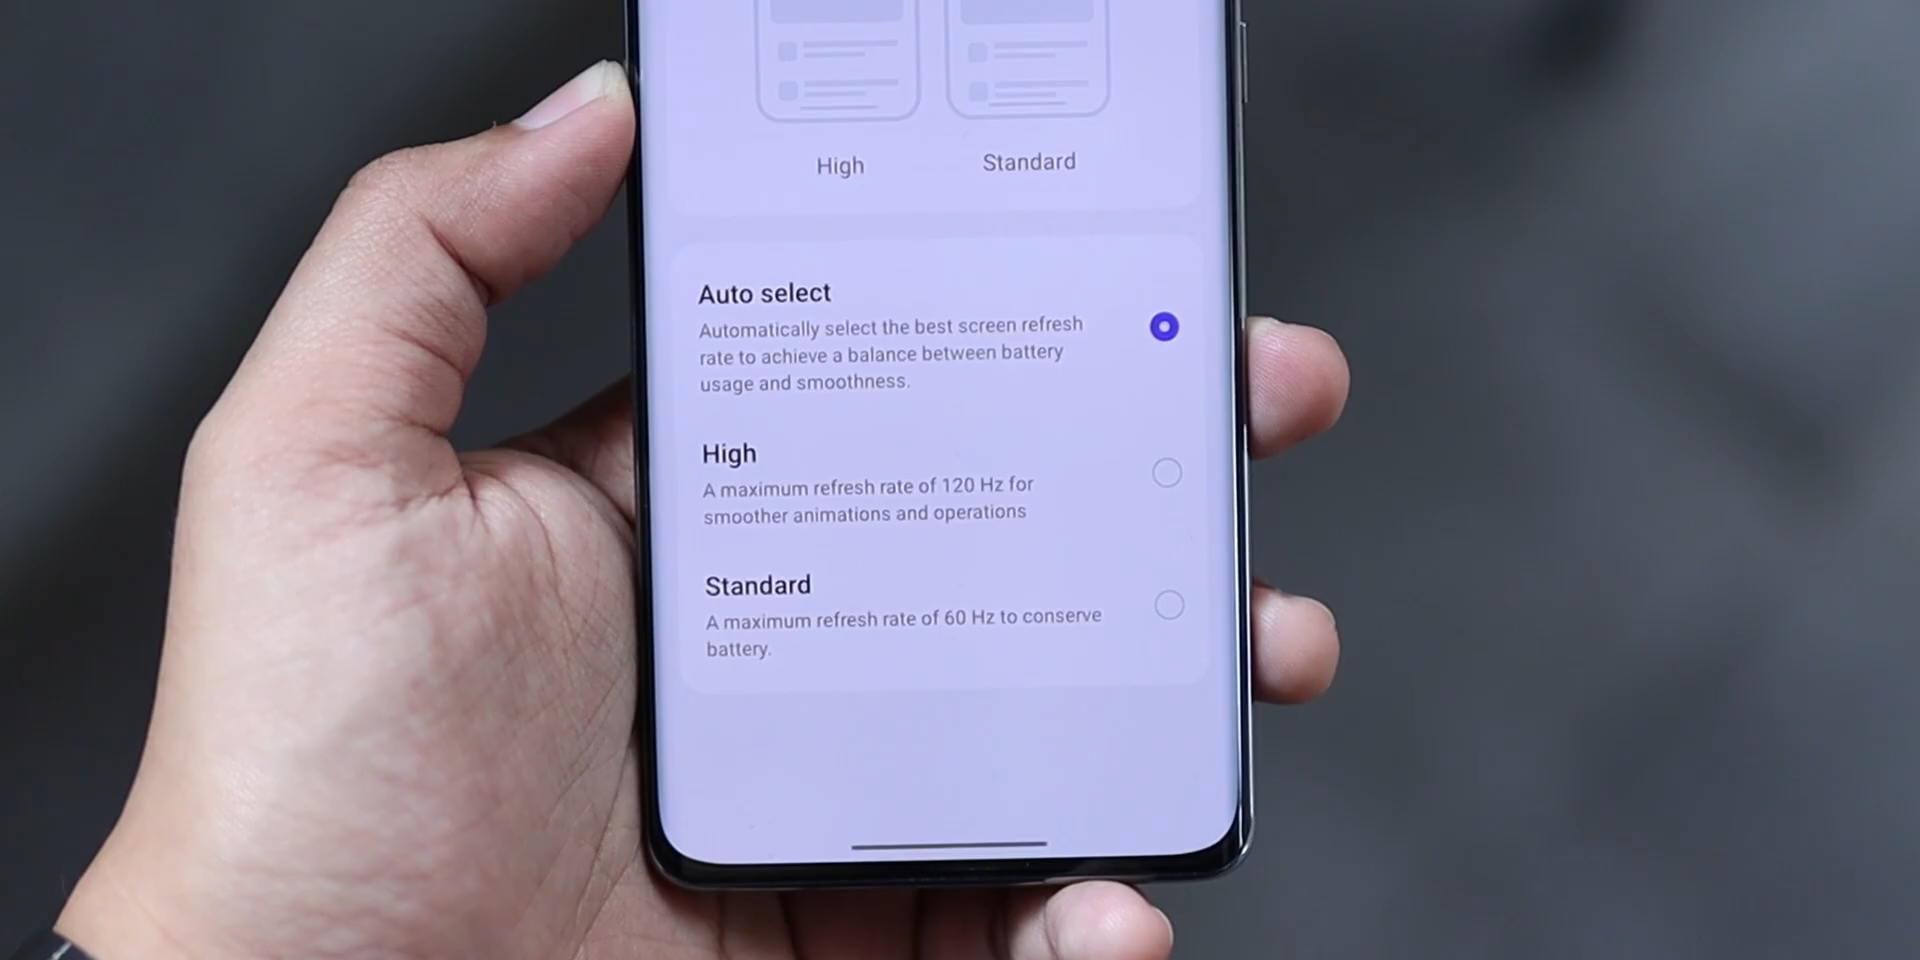 High Standard
Auto select
Automatically select the best screen refresh
rate to achieve a balance between battery
usage and smoothness.
High
A maximum refresh rate of 120 Hz for
smoother animations and operations
Standard
A maximum refresh rate of 60 Hz to conserve
battery.